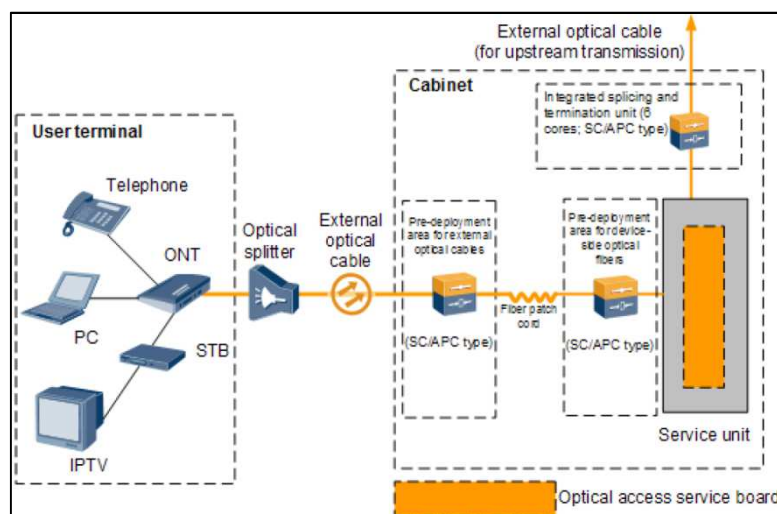 External optical cable
(for upstream transmission)
Cabinet
Integrated splicing and
termination unit (6
cores; SC/APC type)
User terminal
Telephone
ONT
PC
STB
IPTV
Optical
splitter
External
optical
cable
Pre-deployment
area for external
optical cables
(SC/APC type)
Fiber patch
cord
Pre-deployment
area for device-
side optical
fibers
(SC/APC type)
Service unit
Optical access service board